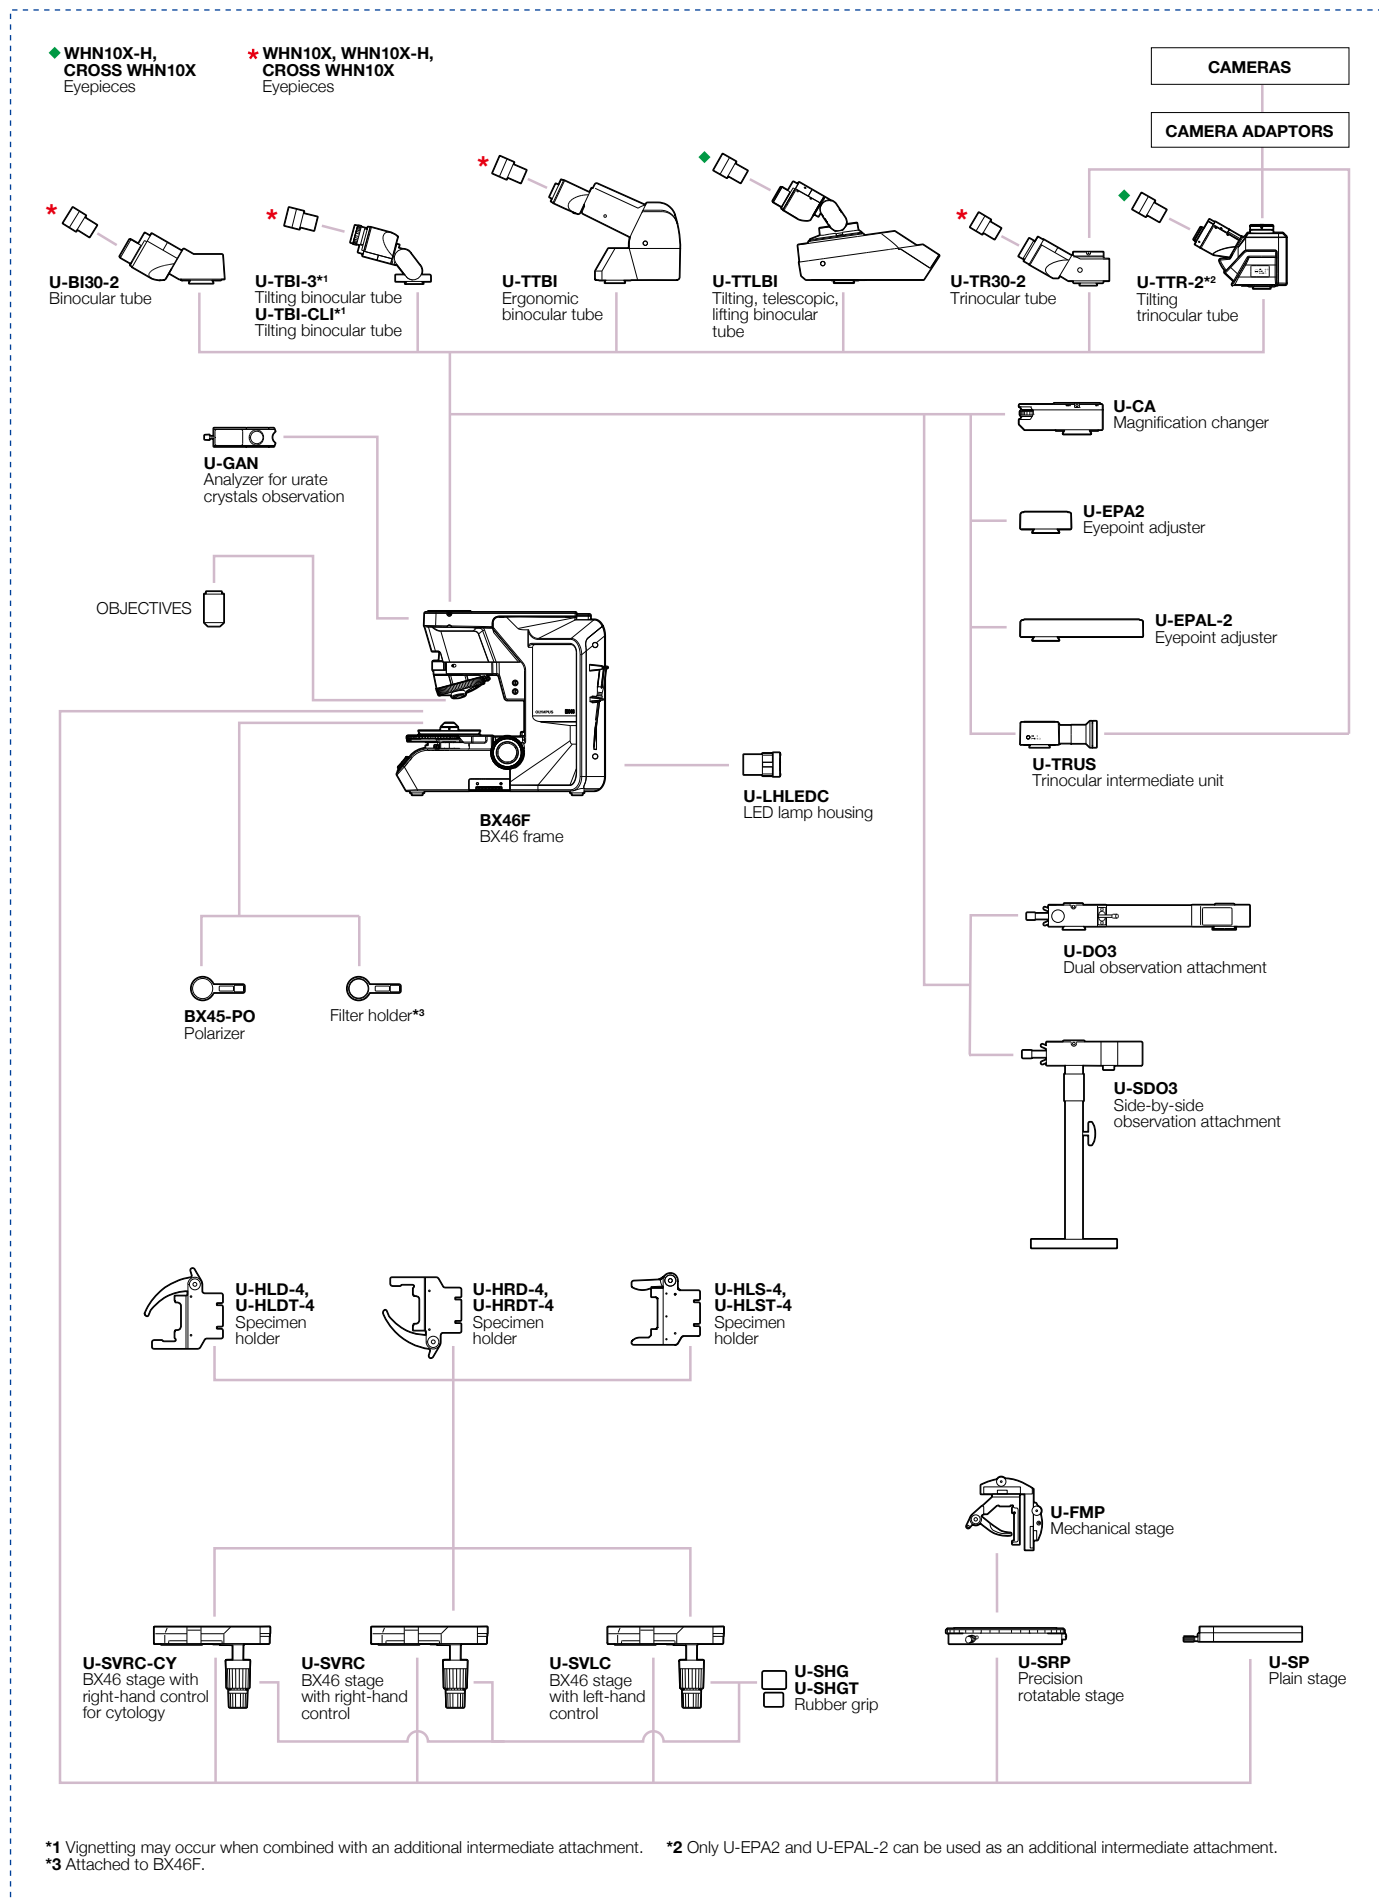 ◆ WHN10X-H,
CROSS WHN10X
Eyepieces
* WHN10X, WHN10X-H,
CROSS WHN10X
Eyepieces
CAMERAS
CAMERA ADAPTORS
U-BI30-2
Binocular tube
U-TBI-3*1
Tilting binocular tube
U-TBI-CLI*1
Tilting binocular tube
U-TTBI
Ergonomic
binocular tube
U-TTLBI
Tilting, telescopic,
lifting binocular
tube
U-TR30-2
Trinocular tube
U-TTR-2*2
Tilting
trinocular tube
U-CA
Magnification changer
U-GAN
Analyzer for urate
crystals observation
U-EPA2
Eyepoint adjuster
OBJECTIVES
U-EPAL-2
Eyepoint adjuster
OLYMPUS
U-TRUS
Trinocular intermediate unit
U-LHLEDC
LED lamp housing
BX46F
BX46 frame
U-DO3
Dual observation attachment
BX45-PO
Polarizer
Filter holder*3
U-SDO3
Side-by-side
observation attachment
U-HLD-4,
U-HLDT-4
Specimen
holder
U-HRD-4,
U-HRDT-4
Specimen
holder
U-HLS-4,
U-HLST-4
Specimen
holder
U-FMP
Mechanical stage
U-SVRC-CY
BX46 stage with
right-hand control
for cytology
U-SVRC
BX46 stage
with right-hand
control
U-SVLC
BX46 stage
with left-hand
control
U-SHG
U-SHGT
Rubber grip
U-SRP
Precision
rotatable stage
U-SP
Plain stage
*1 Vignetting may occur when combined with an additional intermediate attachment.
*2 Only U-EPA2 and U-EPAL-2 can be used as an additional intermediate attachment.
*3 Attached to BX46F.